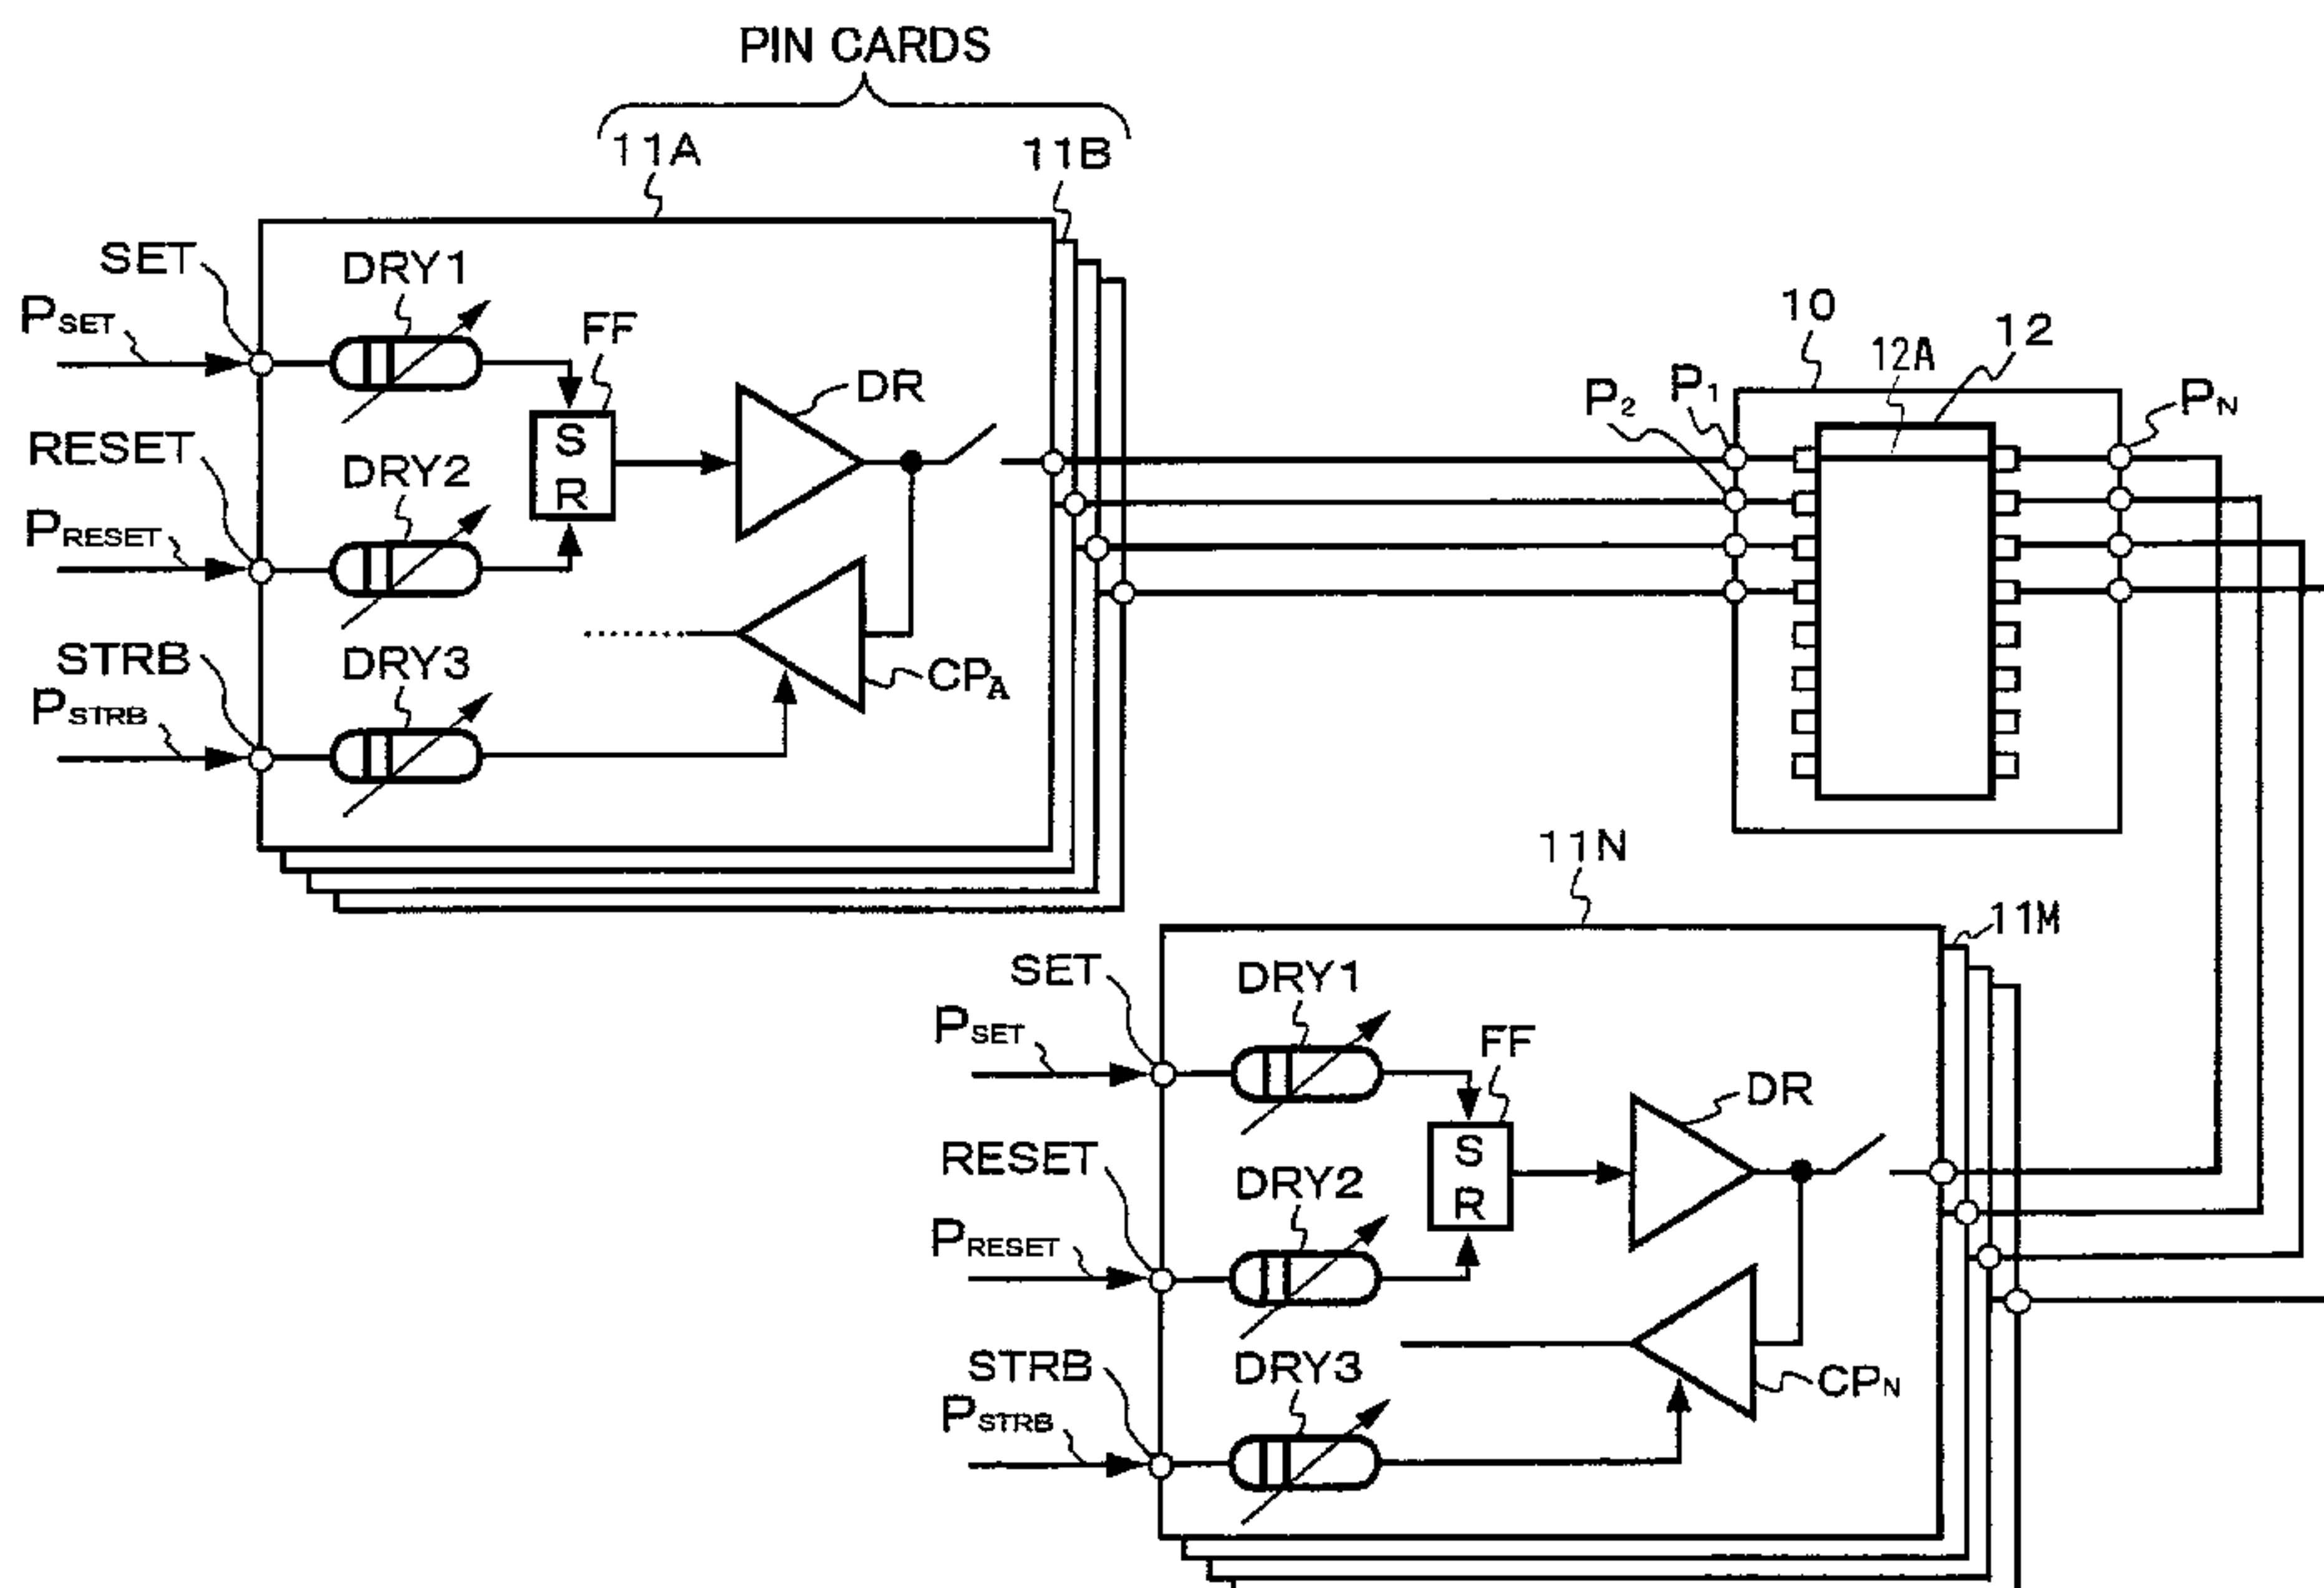 PIN CARDS
11A
11B
SET
DRY1
PSET
FF
DR
RESET
S
R
DRY2
PRESET
STRB
DRY3
PSTRB
CPA
10
12
12A
P1
P2
PN
11N
11M
SET
DRY1
PSET
FF
DR
RESET
S
R
DRY2
PRESET
STRB
DRY3
PSTRB
CPN